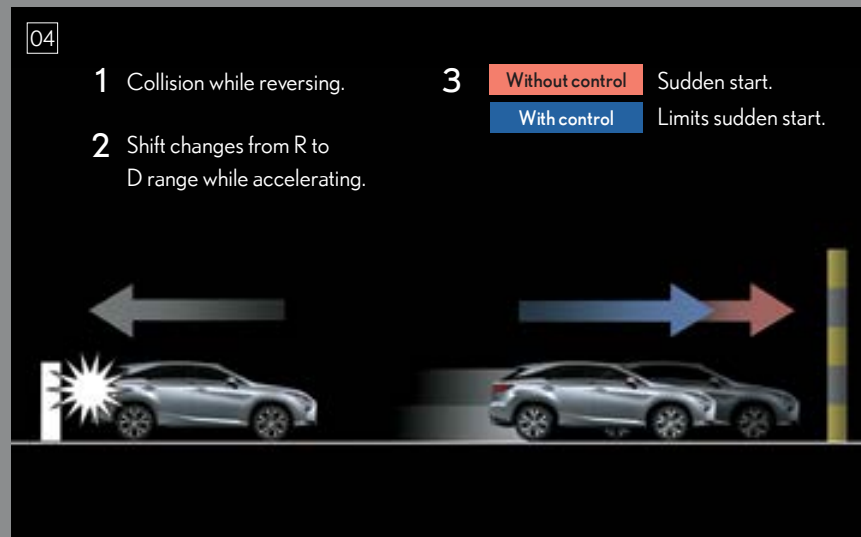 04
1 Collision while reversing.
2 Shift changes from R to
D range while accelerating.
3 Without control Sudden start.
With control Limits sudden start.